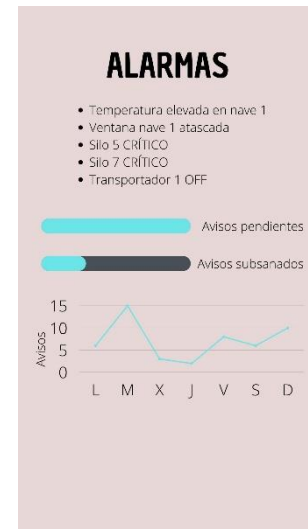 ALARMAS
• Temperatura elevada en nave 1
• Ventana nave 1 atascada
• Silo 5 CRÍTICO
• Silo 7 CRÍTICO
• Transportador 1 OFF
Avisos pendientes
Avisos subsanados
Avisos
15
10
5
0
L M X J V S D